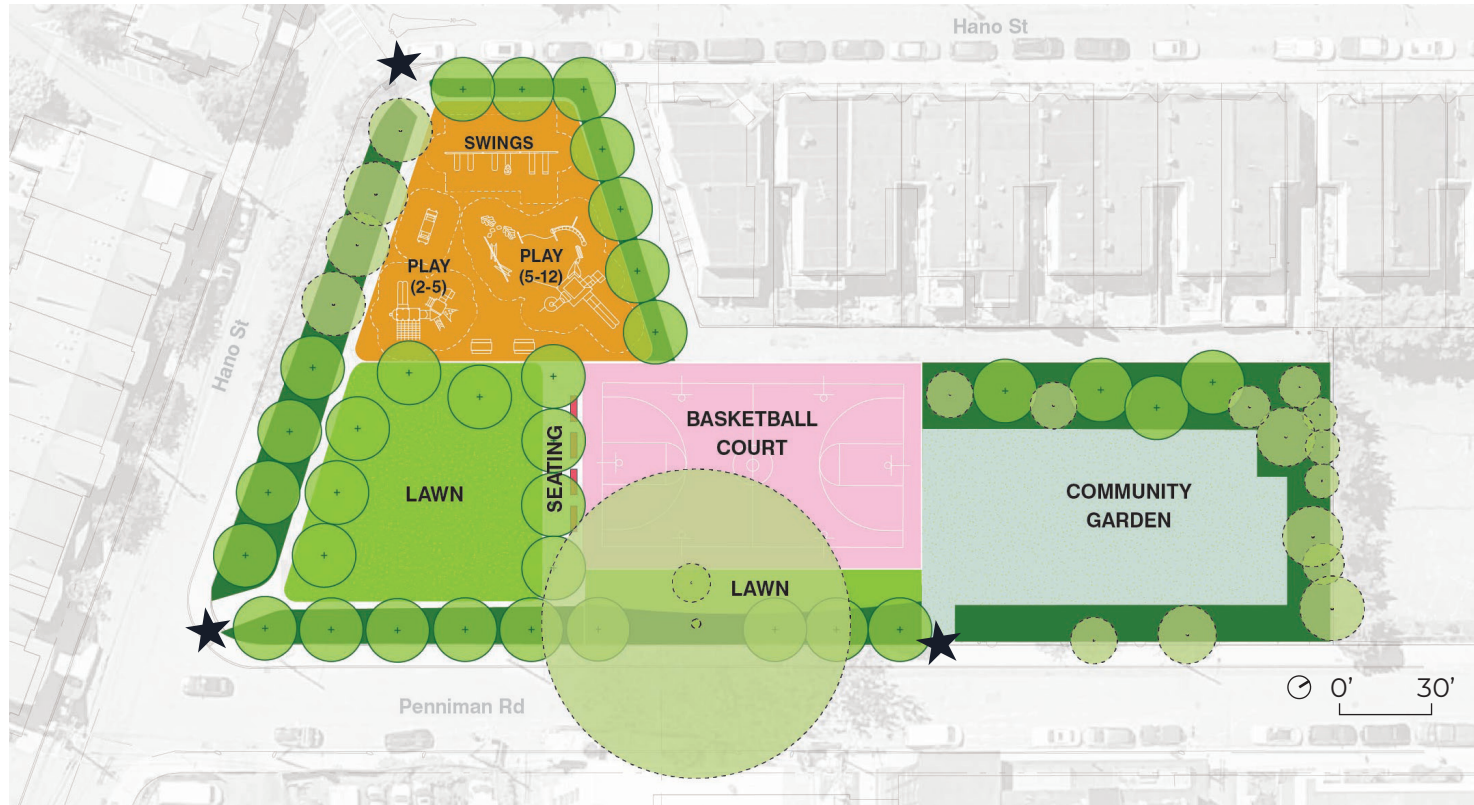 Hano St
SWINGS
PLAY
(2-5)
PLAY
(5-12)
Hano St
BASKETBALL
COURT
LAWN
SEATING
COMMUNITY
GARDEN
LAWN
Penniman Rd
0’ 30’